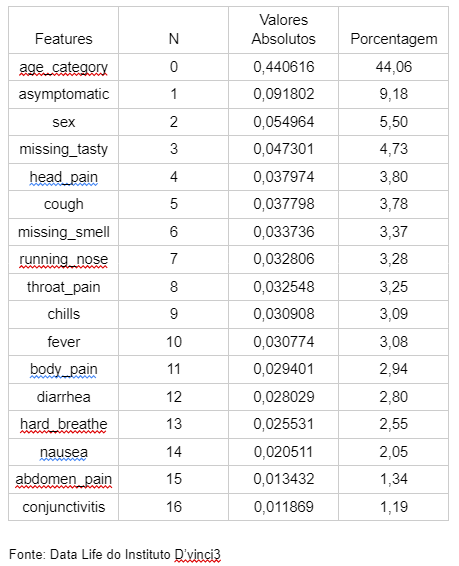 Features N Valores Absolutos Porcentagem
age_category 0 0,440616 44,06
asymptomatic 1 0,091802 9,18
sex 2 0,054964 5,50
missing_tasty 3 0,047301 4,73
head_pain 4 0,037974 3,80
cough 5 0,037798 3,78
missing_smell 6 0,033736 3,37
running_nose 7 0,032806 3,28
throat_pain 8 0,032548 3,25
chills 9 0,030908 3,09
fever 10 0,030774 3,08
body_pain 11 0,029401 2,94
diarrhea 12 0,028029 2,80
hard_breathe 13 0,025531 2,55
nausea 14 0,020511 2,05
abdomen_pain 15 0,013432 1,34
conjunctivitis 16 0,011869 1,19
Fonte: Data Life do Instituto D'vinci3